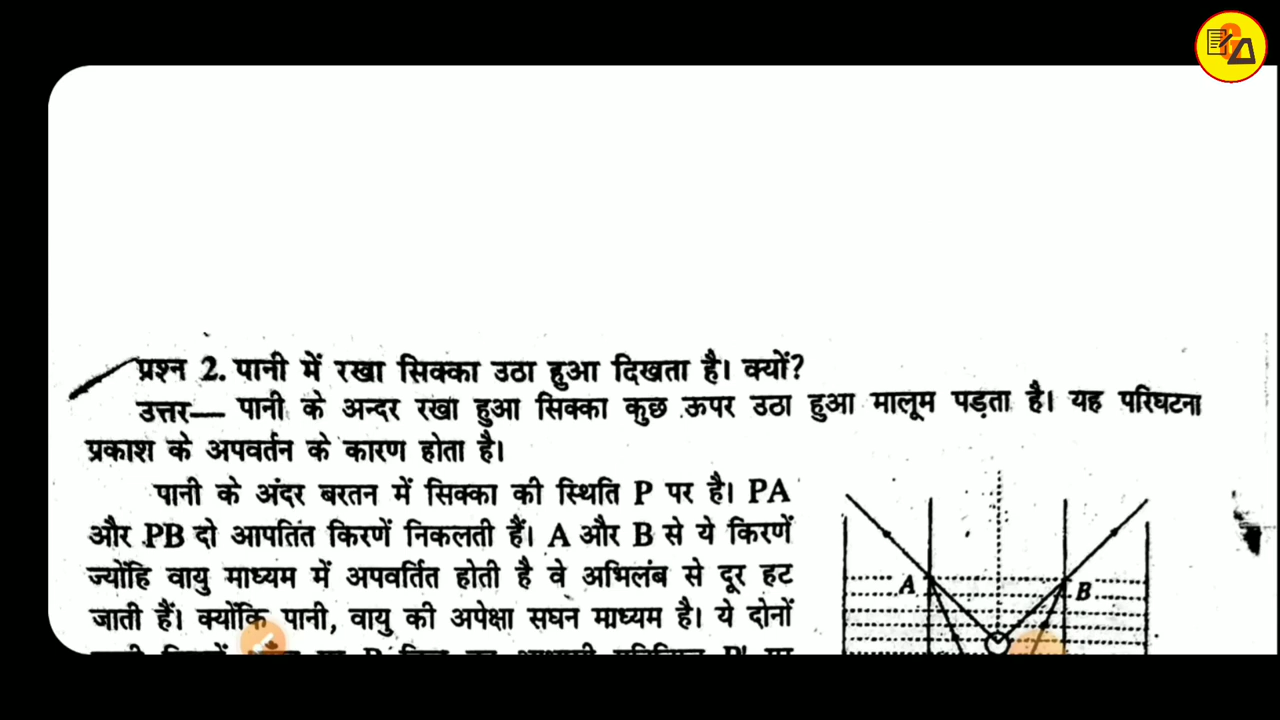 प्रश्न 2. पानी में रखा सिक्का उठा हुआ दिखता है। क्यों?
उत्तर— पानी के अन्दर रखा हुआ सिक्का कुछ ऊपर उठा हुआ मालूम पड़ता है। यह परिघटना
प्रकाश के अपवर्तन के कारण होता है।
पानी के अंदर बरतन में सिक्का की स्थिति P पर है। PA
और PB दो आपतित किरणें निकलती हैं। A और B से ये किरणें
ज्योंहि वायु माध्यम में अपवर्तित होती है वे अभिलंब से दूर हट
जाती हैं। क्योंकि पानी, वायु की अपेक्षा सघन माध्यम है। ये दोनों
A
B